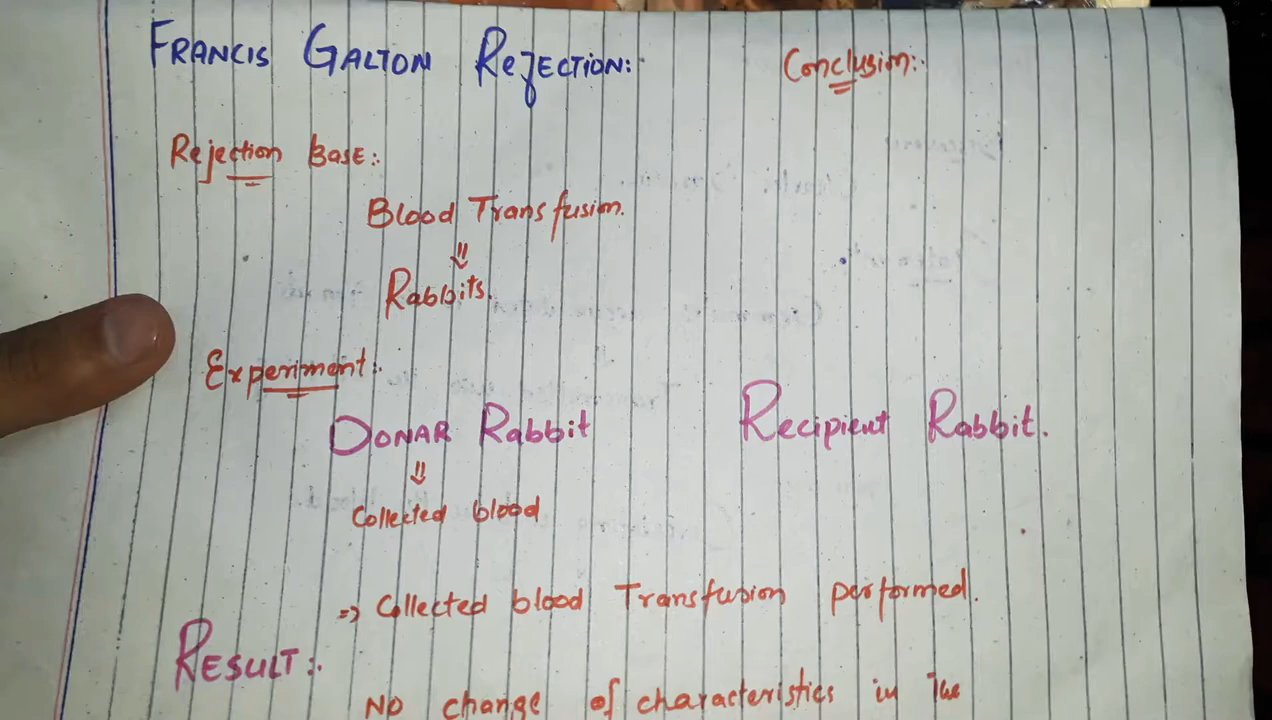 FRANCIS GALTON REJECTION:
Conclusion:
Rejection BASE:
Blood Transfusion.
⇓
Rabbits.
Experiment:
DONAR Rabbit
Recipient Rabbit.
⇓
Collected blood
⇒ Collected blood Transfusion performed.
RESULT:
NO change of characteristics in The